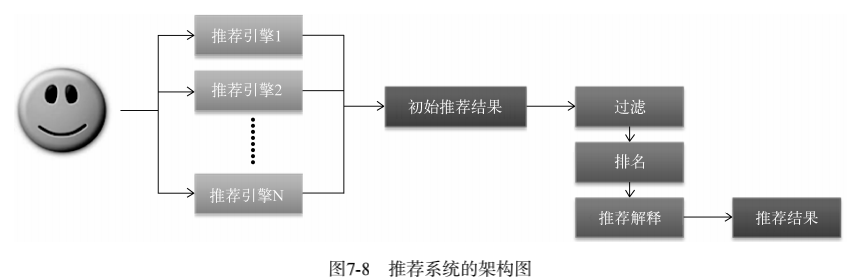 推荐引擎1
推荐引擎2
推荐引擎N
初始推荐结果
过滤
排名
推荐解释
推荐结果
图7-8 推荐系统的架构图